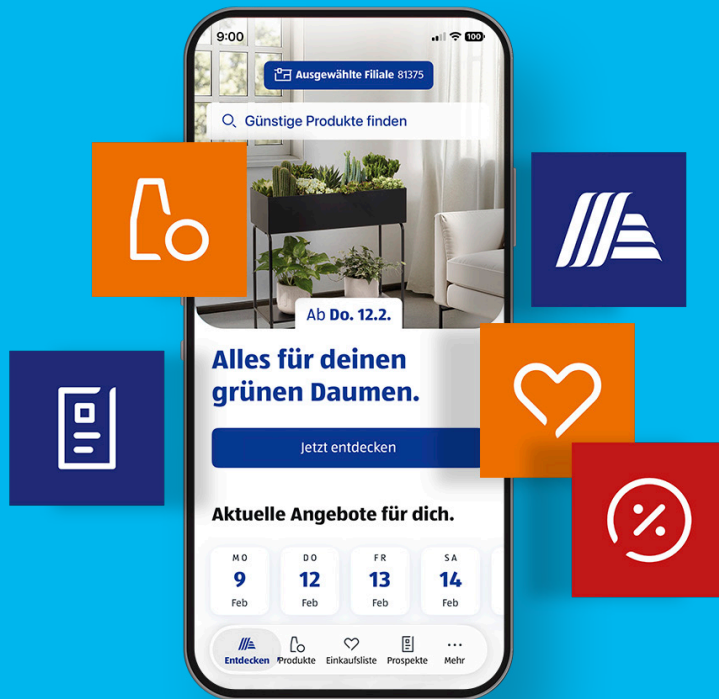 9:00
100
Ausgewählte Filiale 81375
Günstige Produkte finden
Ab Do. 12.2.
Alles für deinen
grünen Daumen.
Jetzt entdecken
Aktuelle Angebote für dich.
MO DO FR SA
9 12 13 14
Feb Feb Feb Feb
Entdecken Produkte Einkaufsliste Prospekte Mehr